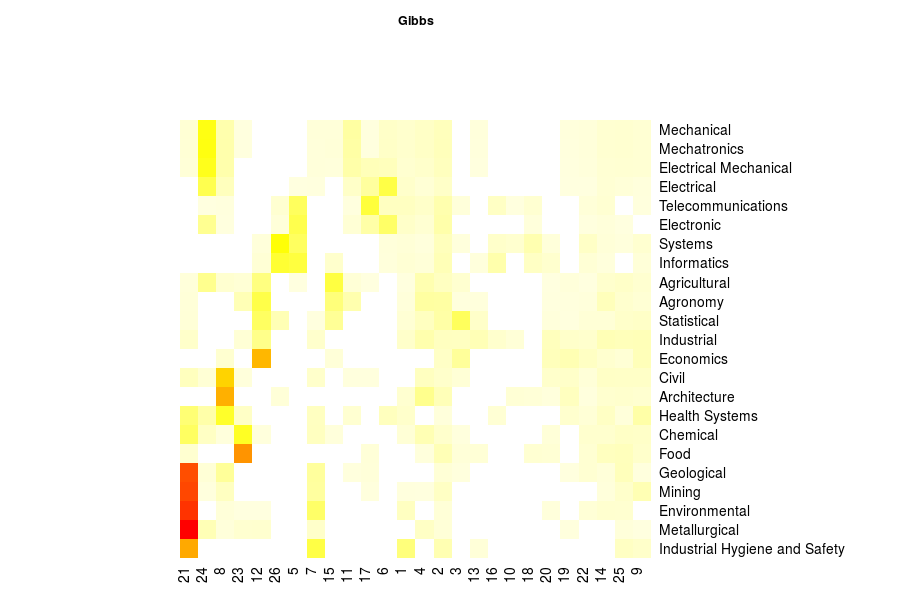 Gibbs
Mechanical
Mechatronics
Electrical Mechanical
Electrical
Telecommunications
Electronic
Systems
Informatics
Agricultural
Agronomy
Statistical
Industrial
Economics
Civil
Architecture
Health Systems
Chemical
Food
Geological
Mining
Environmental
Metallurgical
Industrial Hygiene and Safety
21 24 8 23 12 26 5 7 15 11 17 6 1 4 2 3 13 16 10 18 20 19 22 14 25 9